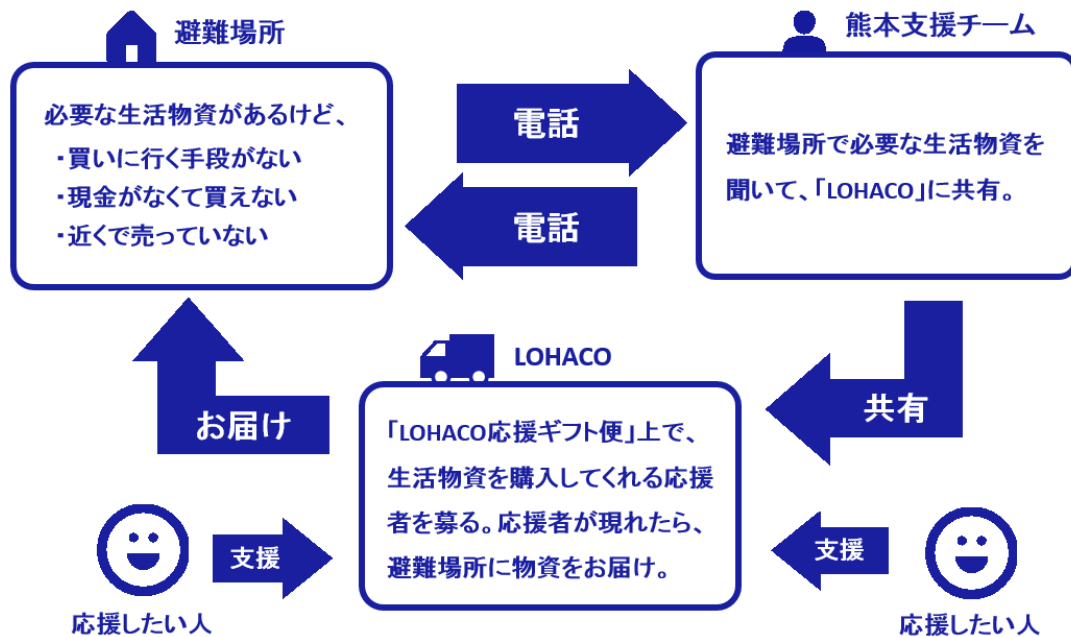 避難場所
必要な生活物資があるけど、
・買いに行く手段がない
・現金がなくて買えない
・近くで売っていない
電話
電話
熊本支援チーム
避難場所で必要な生活物資を
聞いて、「LOHACO」に共有。
共有
LOHACO
「LOHACO応援ギフト便」上で、
生活物資を購入してくれる応援
者を募る。応援者が現れたら、
避難場所に物資をお届け。
お届け
支援
応援したい人
支援
応援したい人